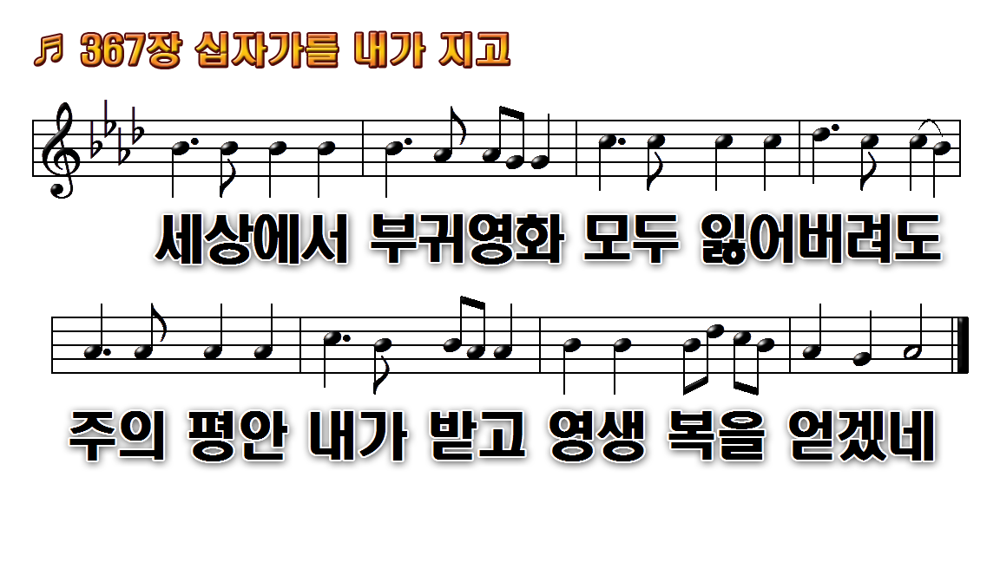 367장 십자가를 내가 지고
세상에서 부귀영화 모두 잃어버려도
주의 평안 내가 받고 영생 복을 얻겠네